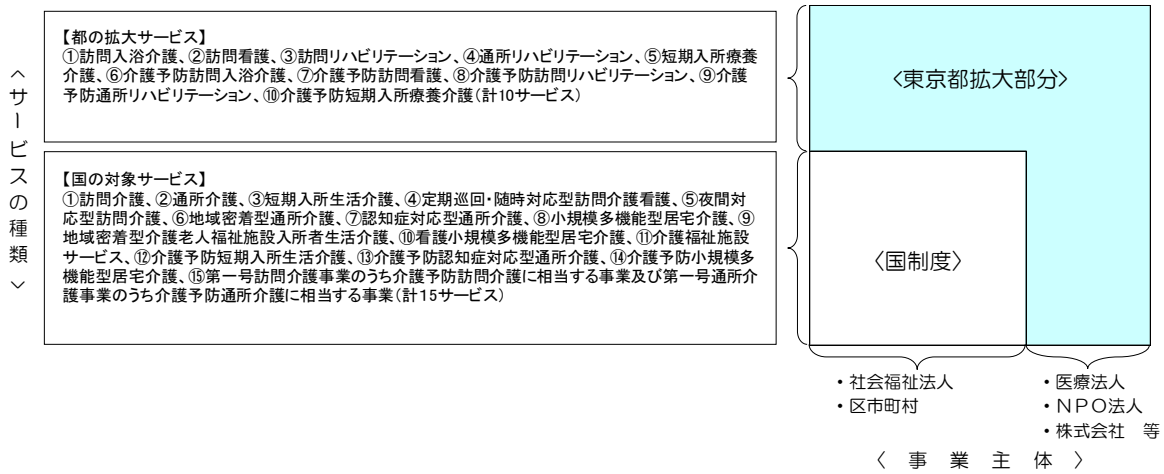 〈サービスの種類〉
【都の拡大サービス】
①訪問入浴介護、②訪問看護、③訪問リハビリテーション、④通所リハビリテーション、⑤短期入所療養
介護、⑥介護予防訪問入浴介護、⑦介護予防訪問看護、⑧介護予防訪問リハビリテーション、⑨介護
予防通所リハビリテーション、⑩介護予防短期入所療養介護（計10サービス）
【国の対象サービス】
①訪問介護、②通所介護、③短期入所生活介護、④定期巡回・随時対応型訪問介護看護、⑤夜間対
応型訪問介護、⑥地域密着型通所介護、⑦認知症対応型通所介護、⑧小規模多機能型居宅介護、⑨
地域密着型介護老人福祉施設入所者生活介護、⑩看護小規模多機能型居宅介護、⑪介護福祉施設
サービス、⑫介護予防短期入所生活介護、⑬介護予防認知症対応型通所介護、⑭介護予防小規模多
機能型居宅介護、⑮第一号訪問介護事業のうち介護予防訪問介護に相当する事業及び第一号通所介
護事業のうち介護予防通所介護に相当する事業（計15サービス）
〈東京都拡大部分〉
〈国制度〉
・社会福祉法人
・区市町村
・医療法人
・ＮＰＯ法人
・株式会社　等
〈　事　業　主　体　〉